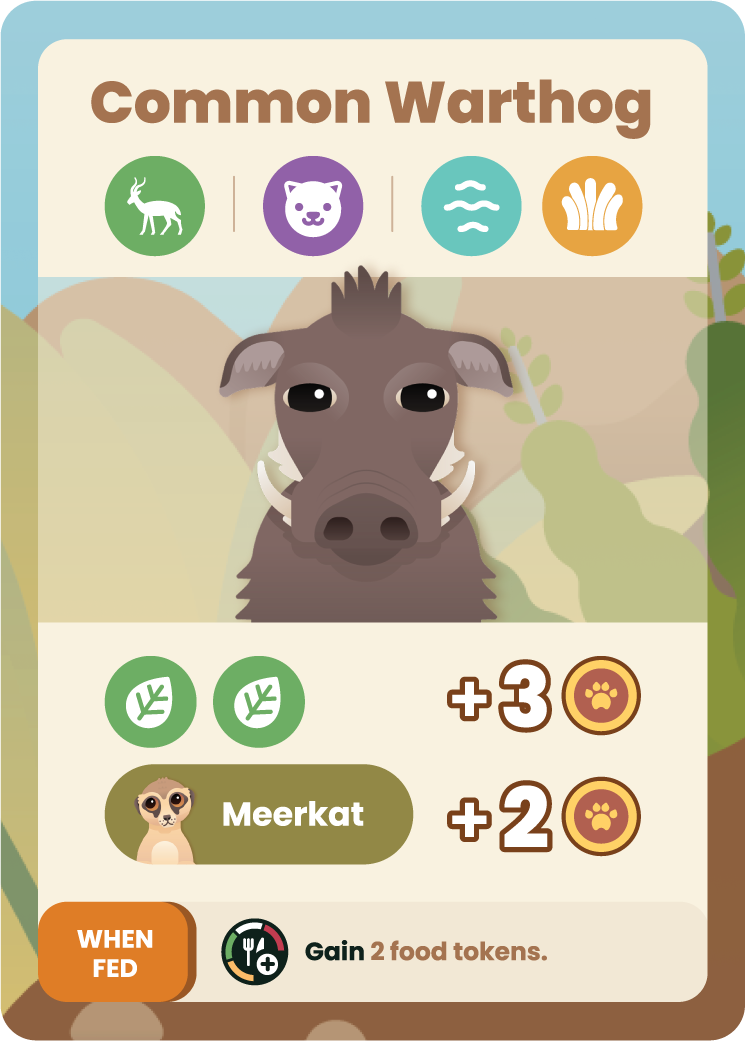 Common Warthog
+3
Meerkat
+2
WHEN
FED
Gain 2 food tokens.